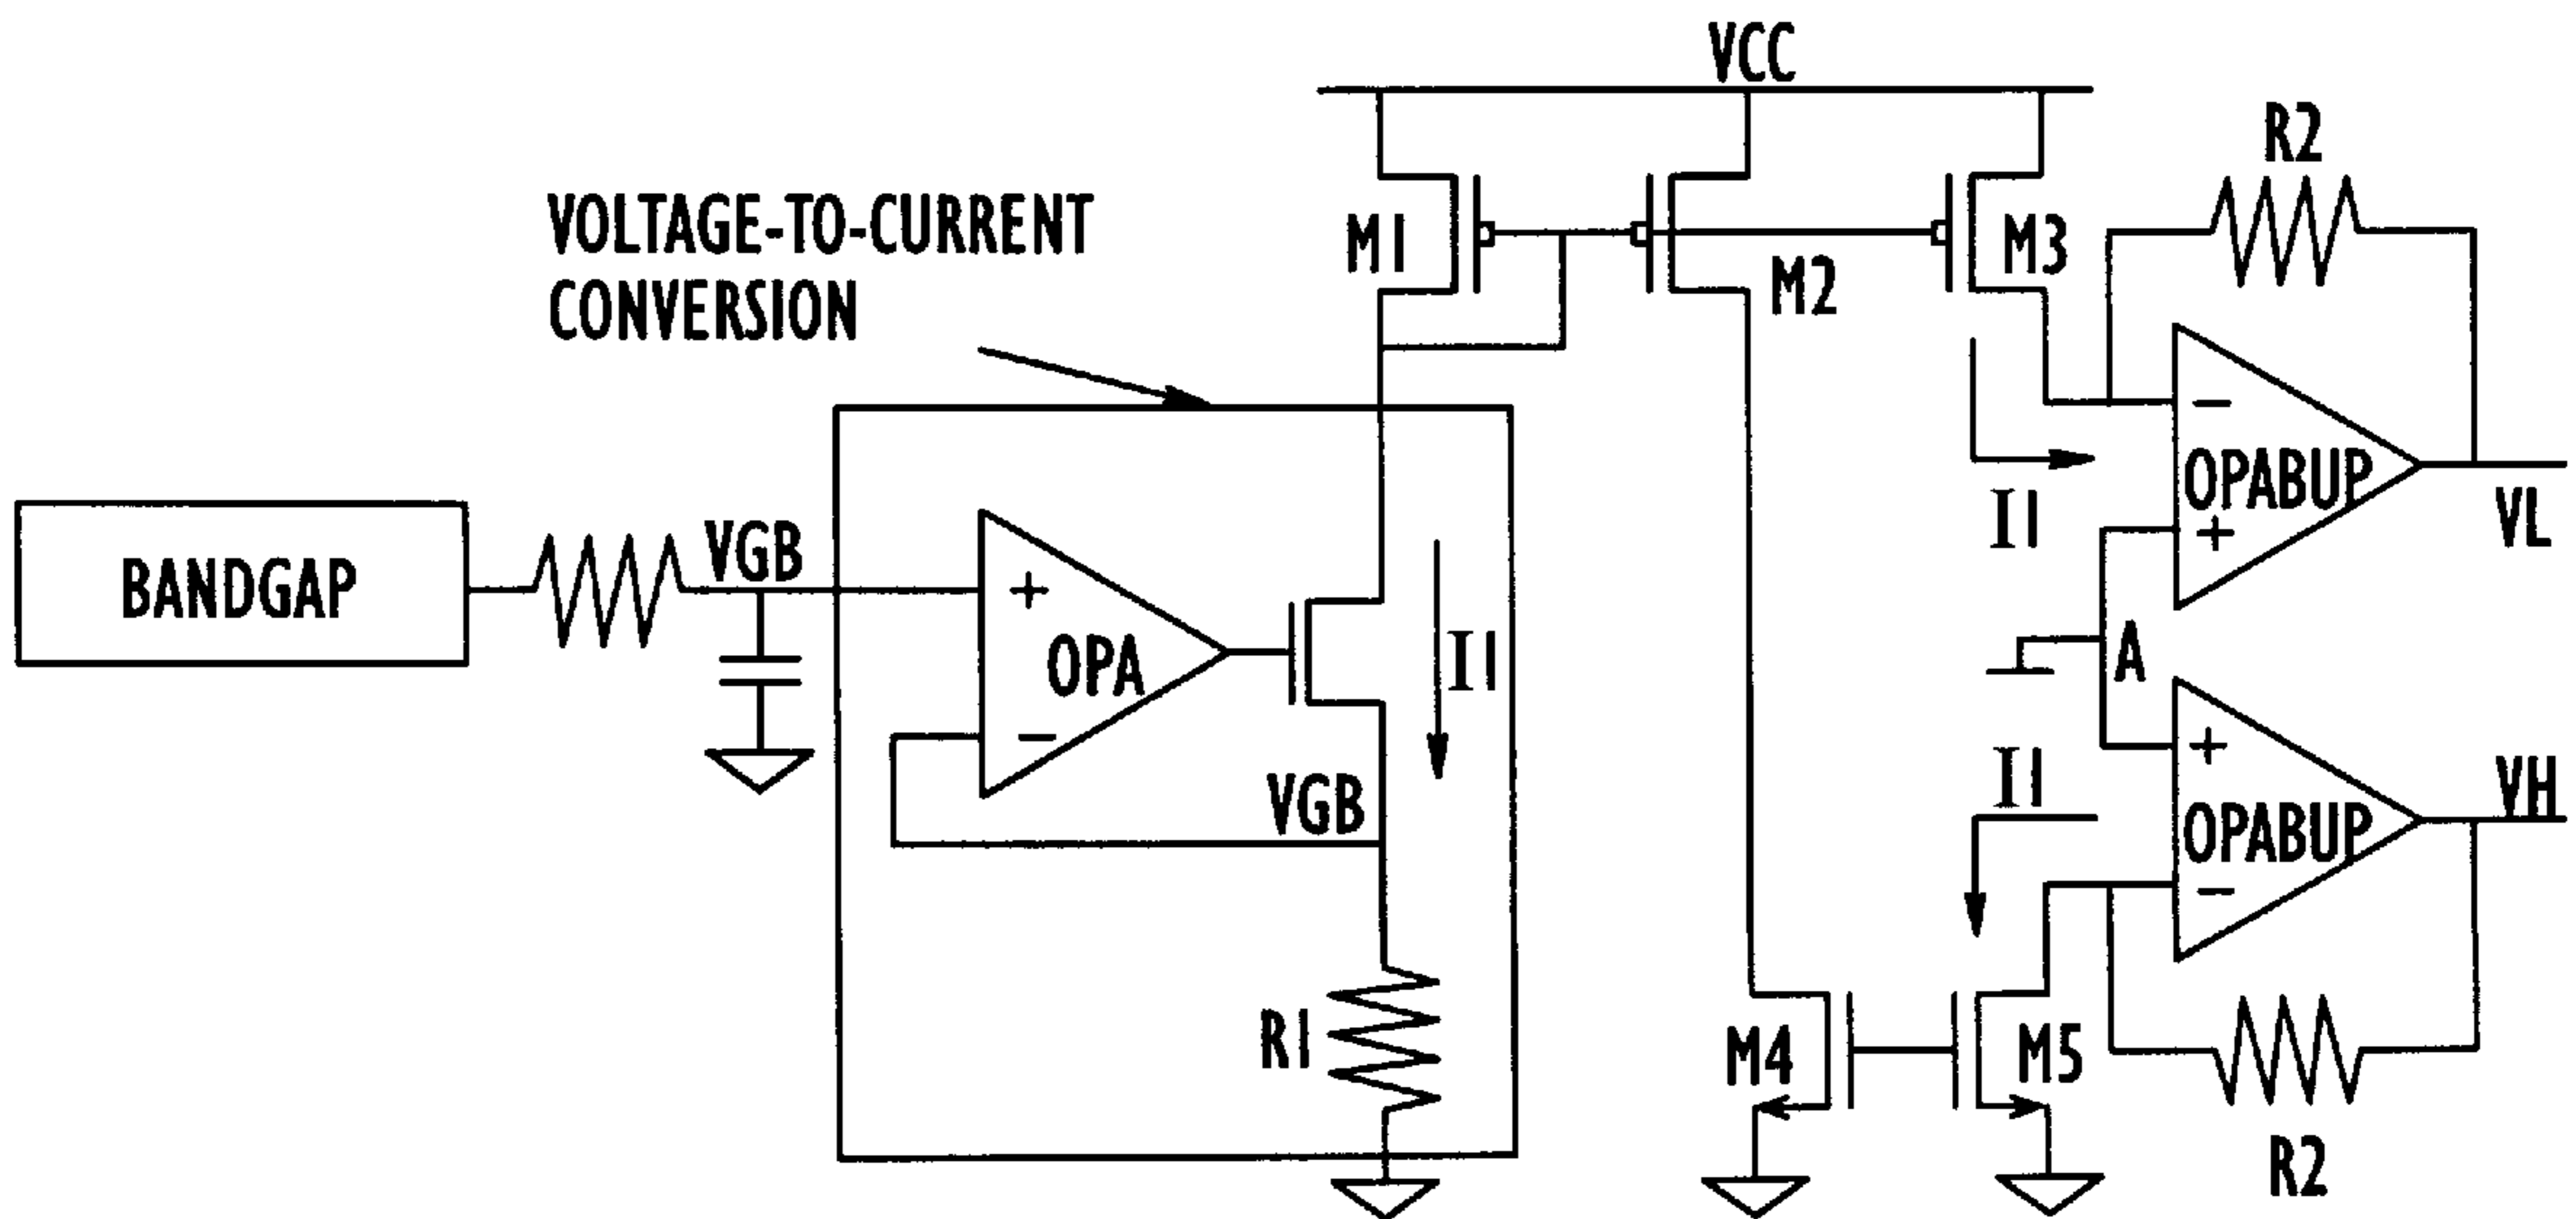 VCC
R2
VOLTAGE-TO-CURRENT
CONVERSION
M1
M2
M3
OPABUP
VL
I1
BANDGAP
VGB
+
−
OPA
I1
A
−
+
VGB
I1
+
−
OPABUP
VH
R1
M4
M5
R2